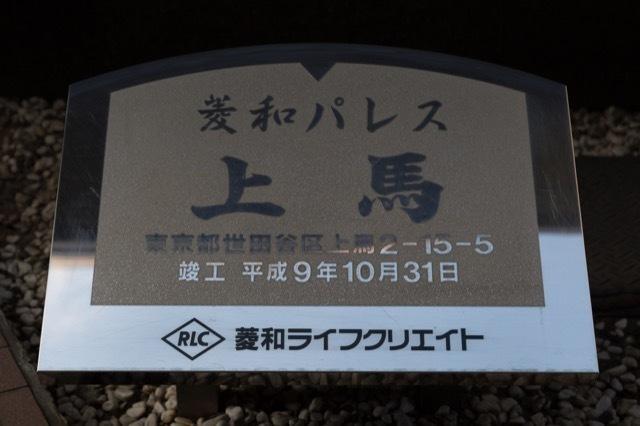 菱和パレス
上馬
東京都世田谷区上馬2-15-5
竣工 平成9年10月31日
RLC 菱和ライフクリエイト